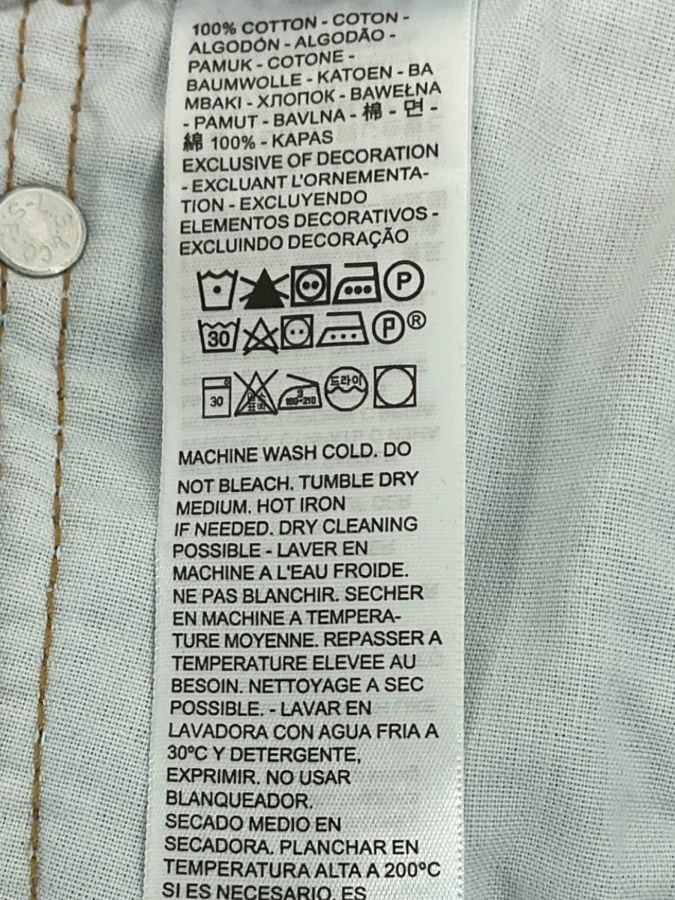 100% COTTON - COTON -
ALGODÓN - ALGODÃO -
PAMUK - COTONE -
BAUMWOLLE - KATOEN - BA
MBAKI - ХЛОПОК - BAWEŁNA
- PAMUT - BAVLNA - 棉 - 면 -
綿 100% - KAPAS
EXCLUSIVE OF DECORATION
- EXCLUANT L'ORNEMENTA-
TION - EXCLUYENDO
ELEMENTOS DECORATIVOS -
EXCLUINDO DECORAÇÃO
P
30 P ®
30 3 180-210 드라이
MACHINE WASH COLD. DO
NOT BLEACH. TUMBLE DRY
MEDIUM. HOT IRON
IF NEEDED. DRY CLEANING
POSSIBLE - LAVER EN
MACHINE A L'EAU FROIDE.
NE PAS BLANCHIR. SECHER
EN MACHINE A TEMPERA-
TURE MOYENNE. REPASSER A
TEMPERATURE ELEVEE AU
BESOIN. NETTOYAGE A SEC
POSSIBLE. - LAVAR EN
LAVADORA CON AGUA FRIA A
30ºC Y DETERGENTE,
EXPRIMIR. NO USAR
BLANQUEADOR.
SECADO MEDIO EN
SECADORA. PLANCHAR EN
TEMPERATURA ALTA A 200ºC
SI ES NECESARIO. ES